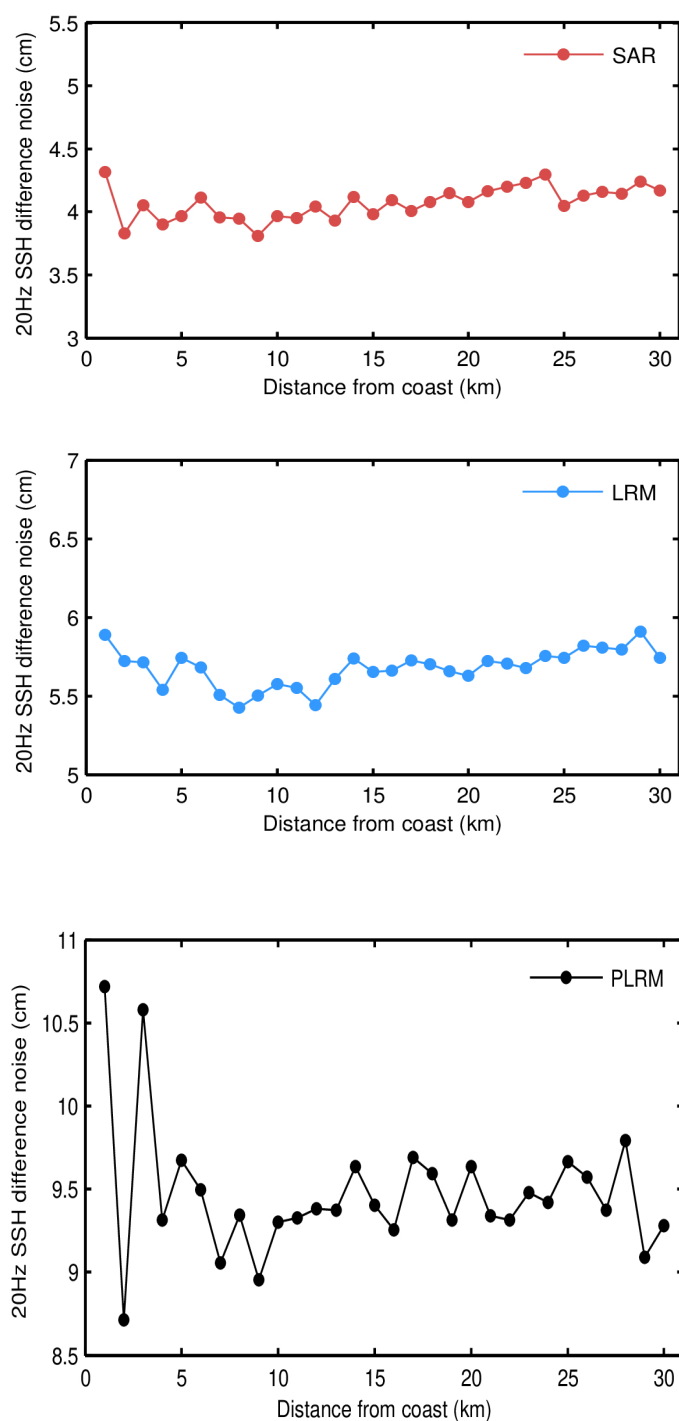 5.5
5
4.5
4
3.5
3
20Hz SSH difference noise (cm)
SAR
0 5 10 15 20 25 30
Distance from coast (km)
7
6.5
6
5.5
5
20Hz SSH difference noise (cm)
LRM
0 5 10 15 20 25 30
Distance from coast (km)
11
10.5
10
9.5
9
8.5
20Hz SSH difference noise (cm)
PLRM
0 5 10 15 20 25 30
Distance from coast (km)